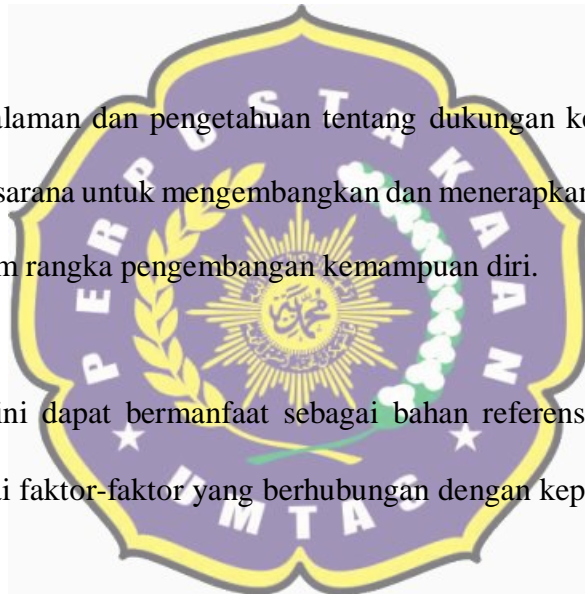 PERPUSTAKAAN
alaman dan pengetahuan tentang dukungan ke
sarana untuk mengembangkan dan menerapkan
m rangka pengembangan kemampuan diri.
ini dapat bermanfaat sebagai bahan referens
ai faktor-faktor yang berhubungan dengan kep
UMTAS